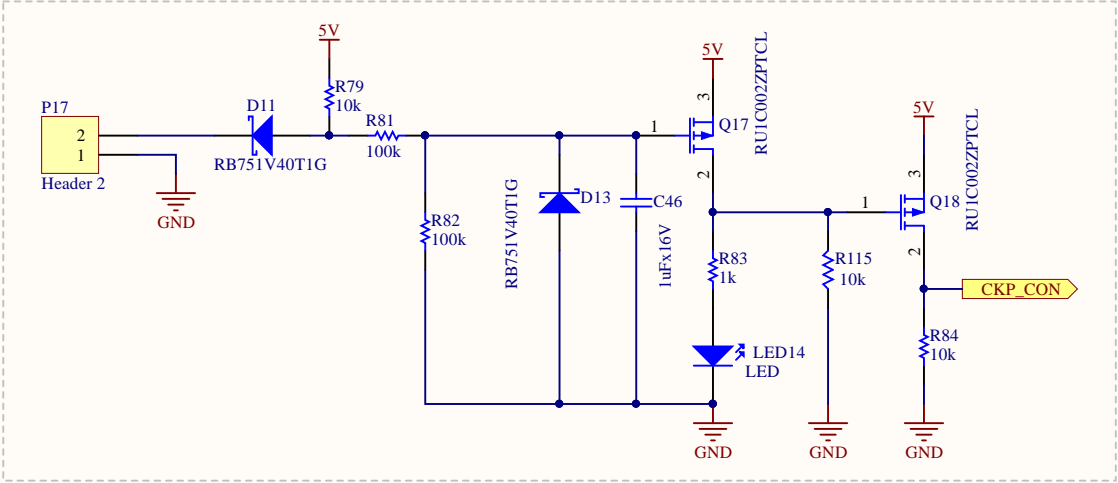 5V
R79
10k
P17
2
1
Header 2
GND
D11
RB751V40T1G
R81
100k
R82
100k
RB751V40T1G
D13
C46
1uFx16V
5V
3
1
Q17
2
RU1C002ZPTCL
R83
1k
LED14
LED
GND
R115
10k
GND
5V
3
1
Q18
2
RU1C002ZPTCL
CKP_CON
R84
10k
GND